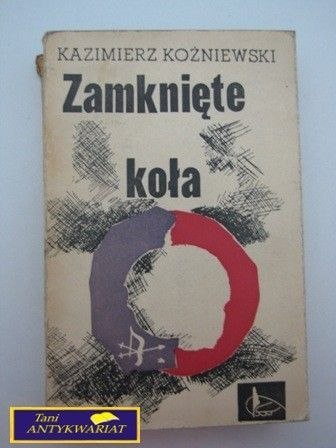 KAZIMIERZ KOŹNIEWSKI
Zamknięte
koła
Tani
ANTYKWARIAT